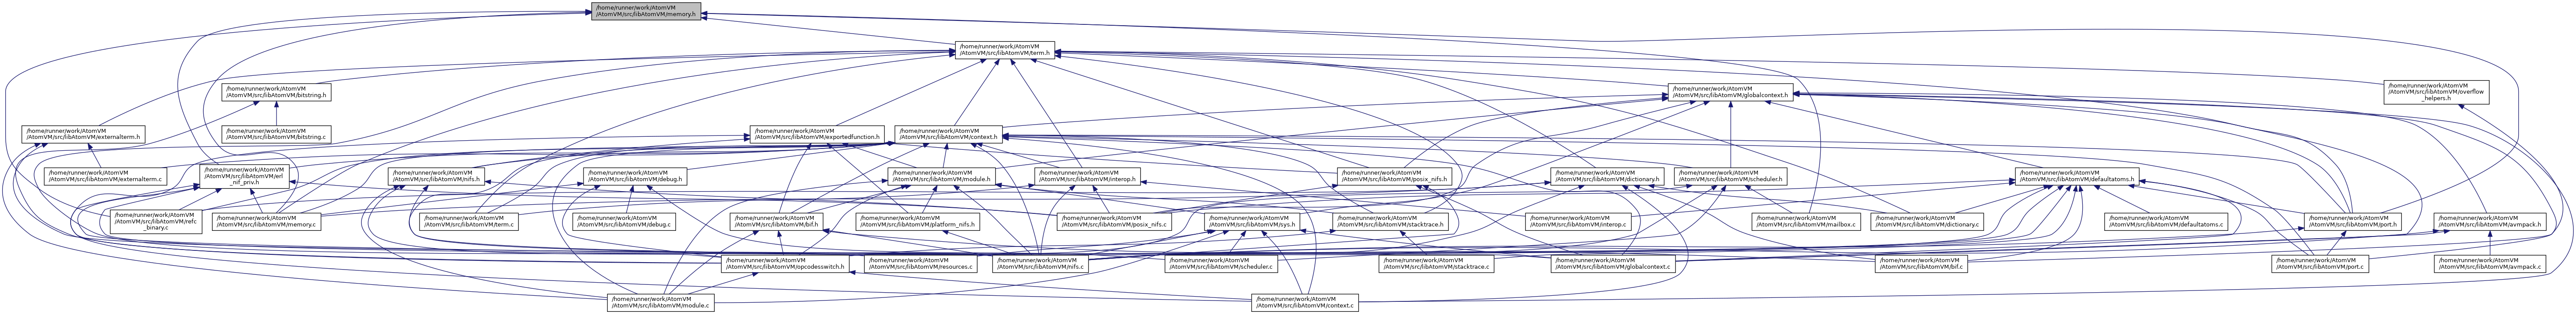 /home/runner/work/AtomVM
/AtomVM/src/libAtomVM/memory.h
/home/runner/work/AtomVM
/AtomVM/src/libAtomVM/term.h
/home/runner/work/AtomVM
/AtomVM/src/libAtomVM/bitstring.h
/home/runner/work/AtomVM
/AtomVM/src/libAtomVM/globalcontext.h
/home/runner/work/AtomVM
/AtomVM/src/libAtomVM/overflow
_helpers.h
/home/runner/work/AtomVM
/AtomVM/src/libAtomVM/externalterm.h
/home/runner/work/AtomVM
/AtomVM/src/libAtomVM/bitstring.c
/home/runner/work/AtomVM
/AtomVM/src/libAtomVM/exportedfunction.h
/home/runner/work/AtomVM
/AtomVM/src/libAtomVM/context.h
/home/runner/work/AtomVM
/AtomVM/src/libAtomVM/externalterm.c
/home/runner/work/AtomVM
/AtomVM/src/libAtomVM/erl
_nif_priv.h
/home/runner/work/AtomVM
/AtomVM/src/libAtomVM/nifs.h
/home/runner/work/AtomVM
/AtomVM/src/libAtomVM/debug.h
/home/runner/work/AtomVM
/AtomVM/src/libAtomVM/module.h
/home/runner/work/AtomVM
/AtomVM/src/libAtomVM/interop.h
/home/runner/work/AtomVM
/AtomVM/src/libAtomVM/posix_nifs.h
/home/runner/work/AtomVM
/AtomVM/src/libAtomVM/dictionary.h
/home/runner/work/AtomVM
/AtomVM/src/libAtomVM/scheduler.h
/home/runner/work/AtomVM
/AtomVM/src/libAtomVM/defaultatoms.h
/home/runner/work/AtomVM
/AtomVM/src/libAtomVM/refc
_binary.c
/home/runner/work/AtomVM
/AtomVM/src/libAtomVM/memory.c
/home/runner/work/AtomVM
/AtomVM/src/libAtomVM/term.c
/home/runner/work/AtomVM
/AtomVM/src/libAtomVM/debug.c
/home/runner/work/AtomVM
/AtomVM/src/libAtomVM/bif.h
/home/runner/work/AtomVM
/AtomVM/src/libAtomVM/platform_nifs.h
/home/runner/work/AtomVM
/AtomVM/src/libAtomVM/posix_nifs.c
/home/runner/work/AtomVM
/AtomVM/src/libAtomVM/sys.h
/home/runner/work/AtomVM
/AtomVM/src/libAtomVM/stacktrace.h
/home/runner/work/AtomVM
/AtomVM/src/libAtomVM/interop.c
/home/runner/work/AtomVM
/AtomVM/src/libAtomVM/mailbox.c
/home/runner/work/AtomVM
/AtomVM/src/libAtomVM/dictionary.c
/home/runner/work/AtomVM
/AtomVM/src/libAtomVM/defaultatoms.c
/home/runner/work/AtomVM
/AtomVM/src/libAtomVM/port.h
/home/runner/work/AtomVM
/AtomVM/src/libAtomVM/avmpack.h
/home/runner/work/AtomVM
/AtomVM/src/libAtomVM/opcodesswitch.h
/home/runner/work/AtomVM
/AtomVM/src/libAtomVM/resources.c
/home/runner/work/AtomVM
/AtomVM/src/libAtomVM/nifs.c
/home/runner/work/AtomVM
/AtomVM/src/libAtomVM/scheduler.c
/home/runner/work/AtomVM
/AtomVM/src/libAtomVM/stacktrace.c
/home/runner/work/AtomVM
/AtomVM/src/libAtomVM/globalcontext.c
/home/runner/work/AtomVM
/AtomVM/src/libAtomVM/bif.c
/home/runner/work/AtomVM
/AtomVM/src/libAtomVM/port.c
/home/runner/work/AtomVM
/AtomVM/src/libAtomVM/avmpack.c
/home/runner/work/AtomVM
/AtomVM/src/libAtomVM/module.c
/home/runner/work/AtomVM
/AtomVM/src/libAtomVM/context.c